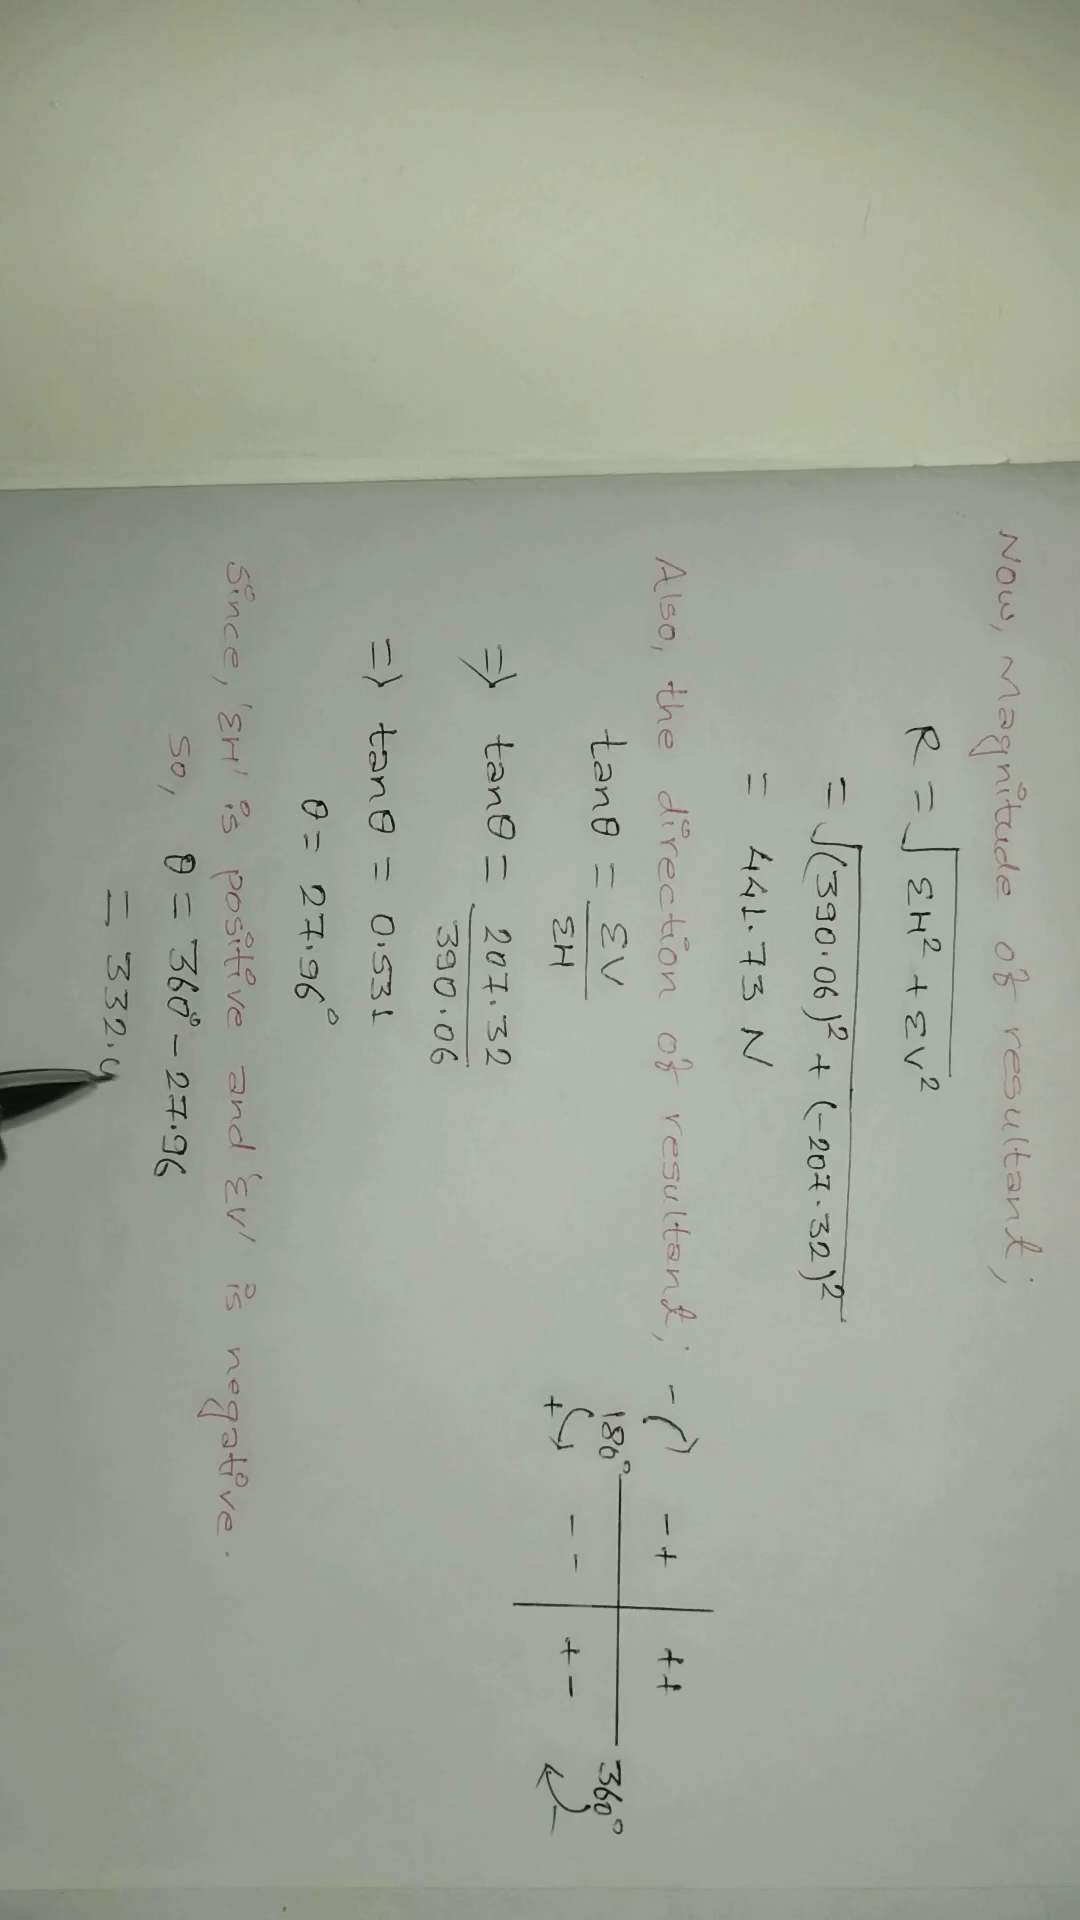 Now, Magnitude of resultant;
R = √ΣH² + ΣV²
= √(390.06)² + (-207.32)²
= 441.73 N
Also, the direction of resultant;
tanθ = ΣV/ΣH
⇒ tanθ = 207.32/390.06
⇒ tanθ = 0.531
θ = 27.96°
Since, 'ΣH' is positive and 'ΣV' is negative.
So, θ = 360° - 27.96
= 332.0
-
- + + +
180° 360°
+ - - + - -